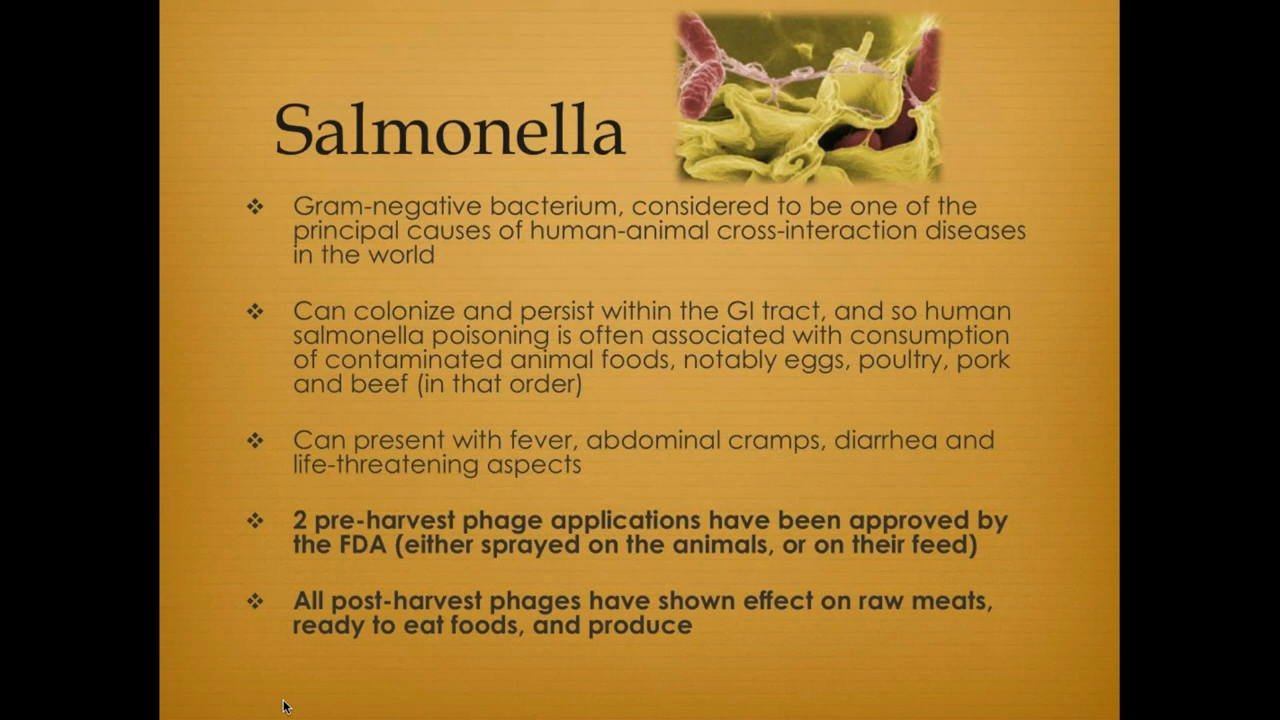 Salmonella
Gram-negative bacterium, considered to be one of the
principal causes of human-animal cross-interaction diseases
in the world
Can colonize and persist within the GI tract, and so human
salmonella poisoning is often associated with consumption
of contaminated animal foods, notably eggs, poultry, pork
and beef (in that order)
Can present with fever, abdominal cramps, diarrhea and
life-threatening aspects
2 pre-harvest phage applications have been approved by
the FDA (either sprayed on the animals, or on their feed)
All post-harvest phages have shown effect on raw meats,
ready to eat foods, and produce